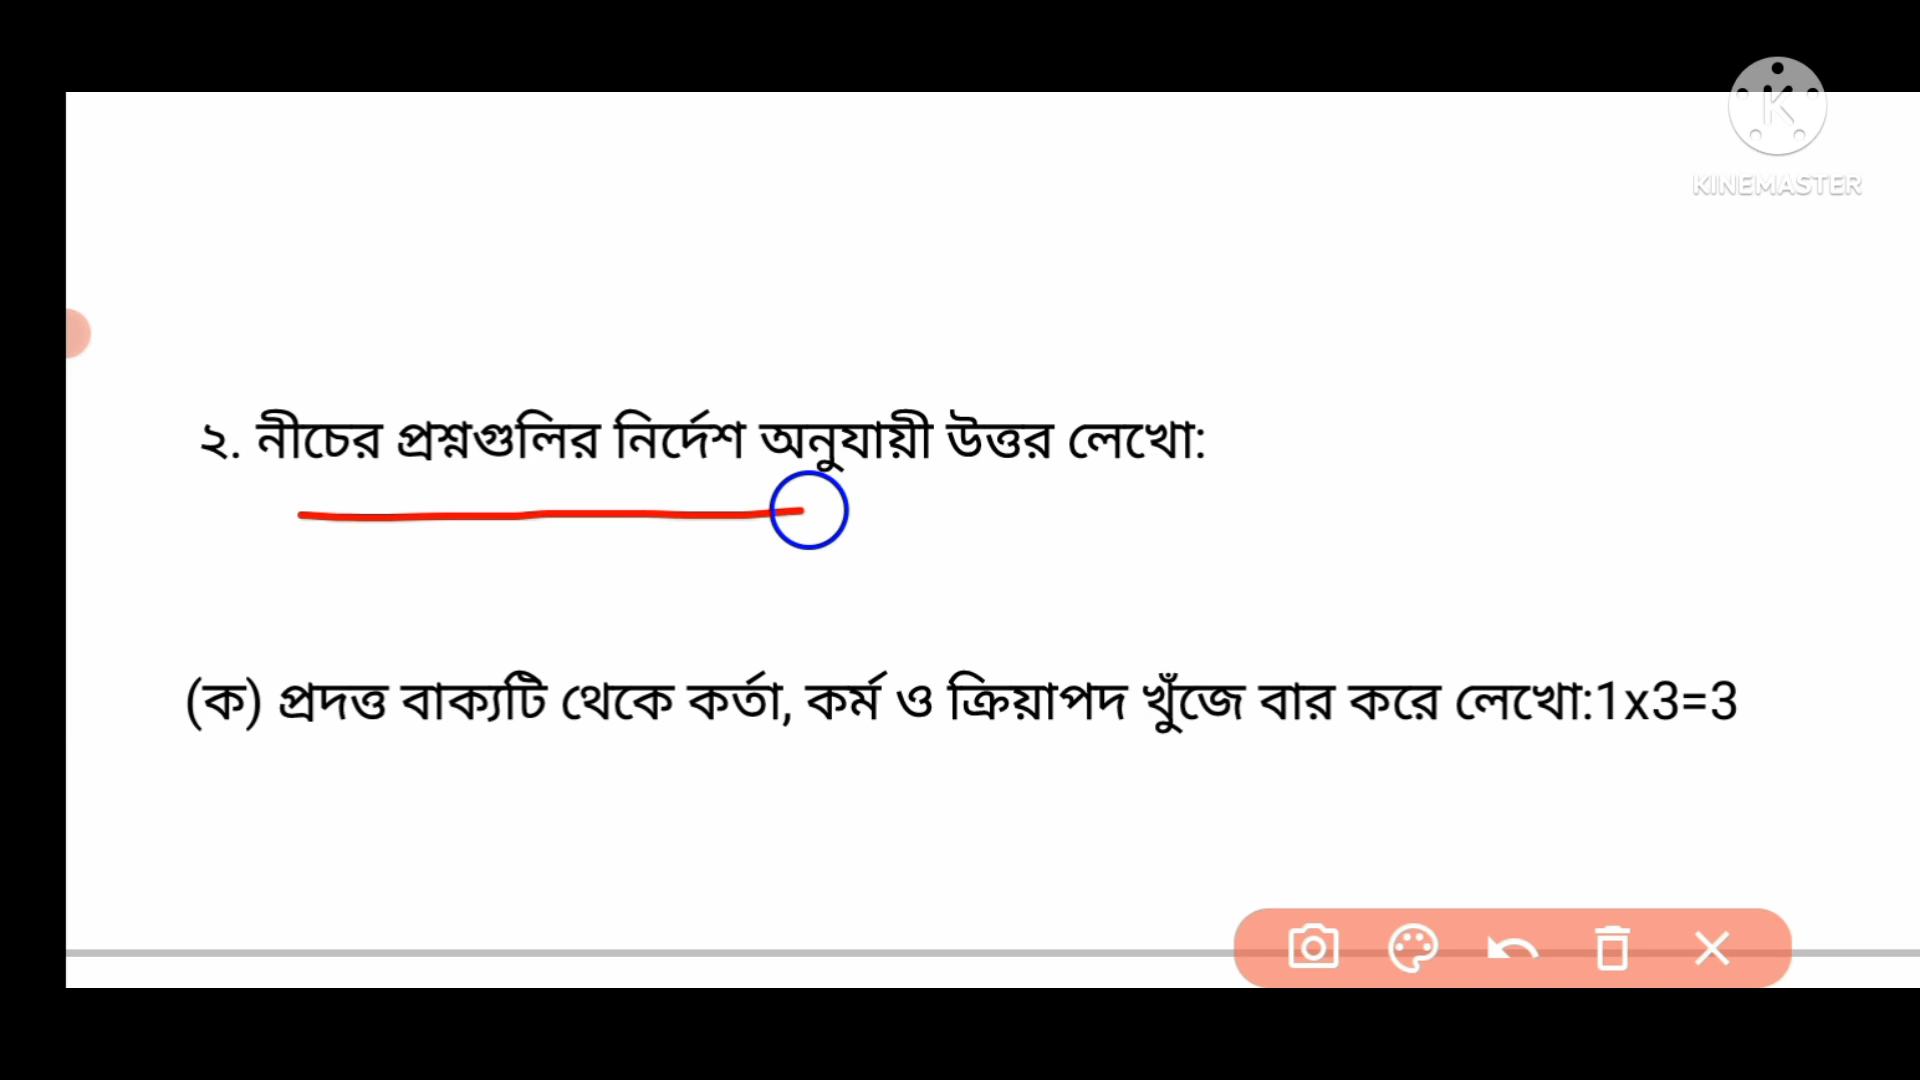 KINEMASTER
২. নীচের প্রশ্নগুলির নির্দেশ অনুযায়ী উত্তর লেখো:
(ক) প্রদত্ত বাক্যটি থেকে কর্তা, কর্ম ও ক্রিয়াপদ খুঁজে বার করে লেখো:1x3=3